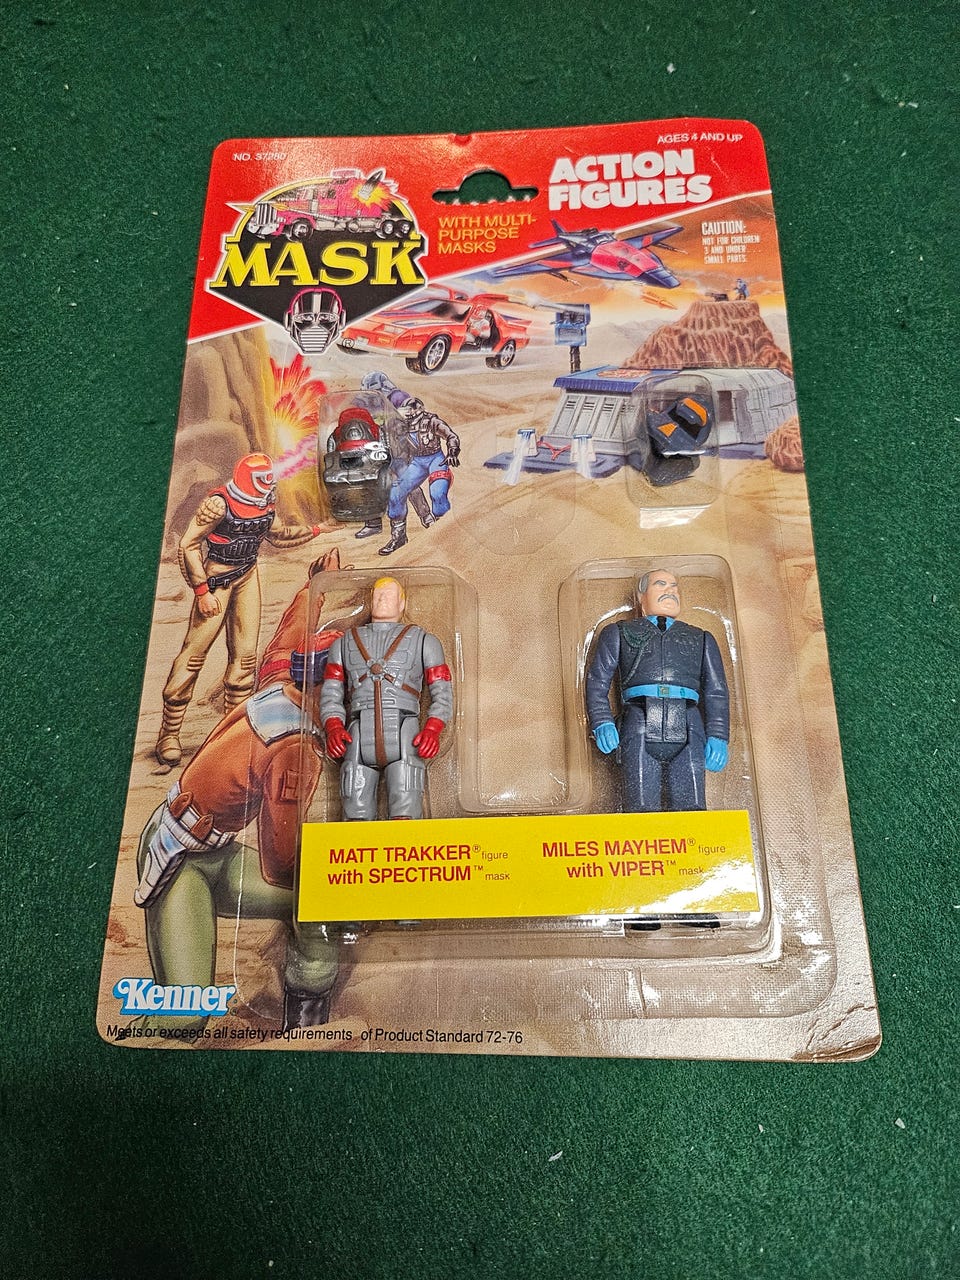 NO. 37280
AGES 4 AND UP
MASK
WITH MULTI-
PURPOSE
MASKS
ACTION
FIGURES
CAUTION:
NOT FOR CHILDREN
3 AND UNDER...
SMALL PARTS.
MATT TRAKKER® figure
with SPECTRUM™ mask
MILES MAYHEM® figure
with VIPER™ mask
Kenner®
Meets or exceeds all safety requirements of Product Standard 72-76